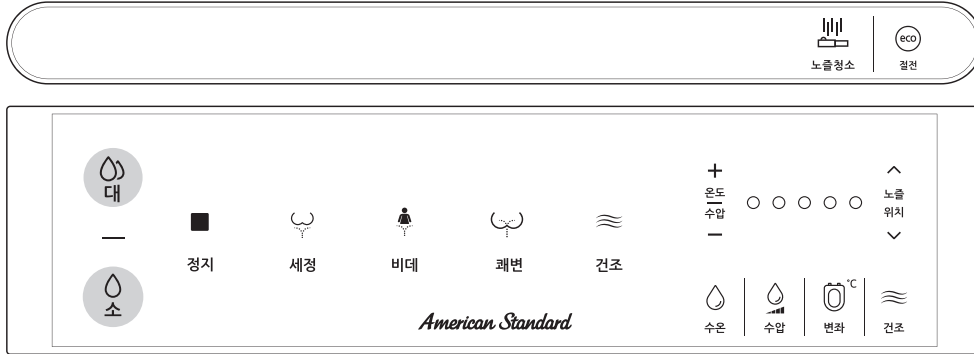 노즐청소
eco
절전
대
소
정지
세정
비데
쾌변
건조
American Standard
+
온도
수압
−
노즐
위치
수온
수압
°C
변좌
건조